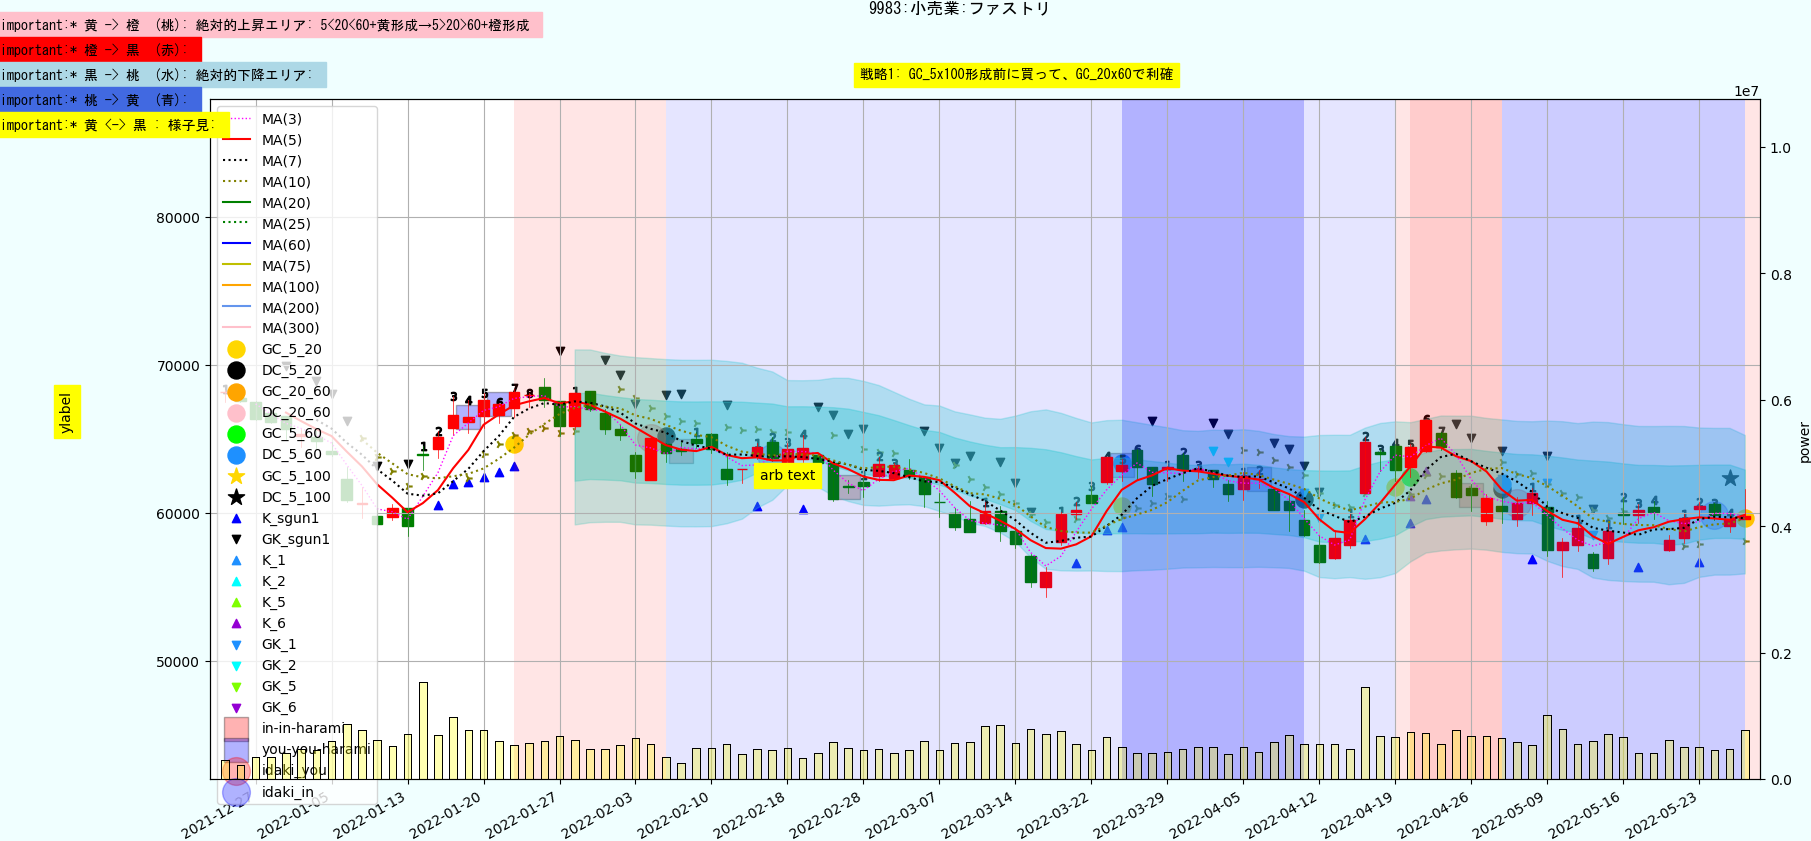 9983:小売業:ファストリ
important:* 黄 -> 橙 (桃): 絶対的上昇エリア: 5<20<60+黄形成→5>20>60+橙形成
important:* 橙 -> 黒 (赤):
important:* 黒 -> 桃 (水): 絶対的下降エリア:
important:* 桃 -> 黄 (青):
important:* 黄 <-> 黒 : 様子見:
戦略1: GC_5x100形成前に買って、GC_20x60で利確
1e7
MA(3)
MA(5)
MA(7)
MA(10)
MA(20)
MA(25)
MA(60)
MA(75)
MA(100)
MA(200)
MA(300)
GC_5_20
DC_5_20
GC_20_60
DC_20_60
GC_5_60
DC_5_60
GC_5_100
DC_5_100
K_sgun1
GK_sgun1
K_1
K_2
K_5
K_6
GK_1
GK_2
GK_5
GK_6
in-in-harami
you-you-harami
idaki_you
idaki_in
80000
70000
60000
50000
ylabel
arb text
1.0
0.8
0.6
0.4
0.2
0.0
power
2021-12-27
2022-01-05
2022-01-13
2022-01-20
2022-01-27
2022-02-03
2022-02-10
2022-02-18
2022-02-28
2022-03-07
2022-03-14
2022-03-22
2022-03-29
2022-04-05
2022-04-12
2022-04-19
2022-04-26
2022-05-09
2022-05-16
2022-05-23